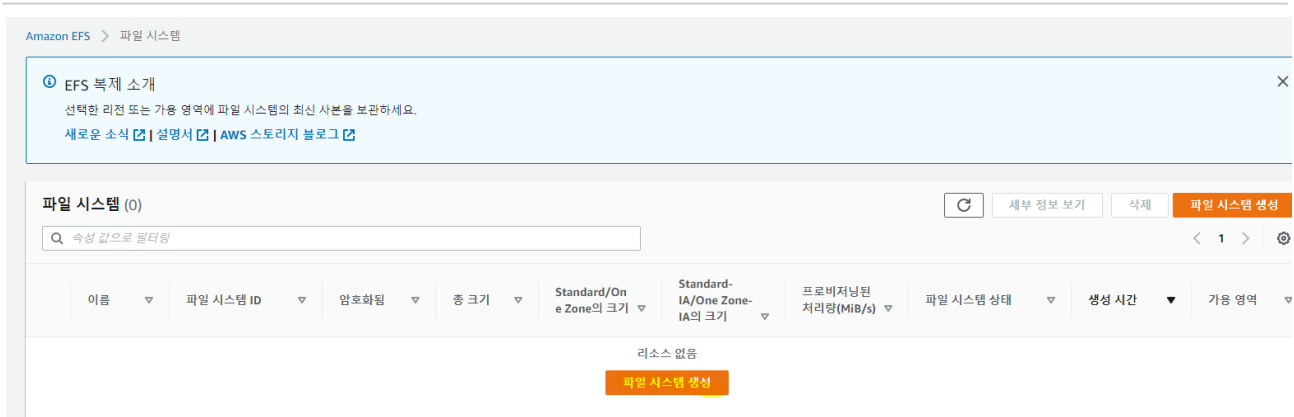 Amazon EFS > 파일 시스템
EFS 복제 소개
선택한 리전 또는 가용 영역에 파일 시스템의 최신 사본을 보관하세요.
새로운 소식 | 설명서 | AWS 스토리지 블로그
파일 시스템 (0)
세부 정보 보기
삭제
파일 시스템 생성
속성 값으로 필터링
1
이름
파일 시스템 ID
암호화됨
총 크기
Standard/On
e Zone의 크기
Standard-
IA/One Zone-
IA의 크기
프로비저닝된
처리량(MiB/s)
파일 시스템 상태
생성 시간
가용 영역
리소스 없음
파일 시스템 생성